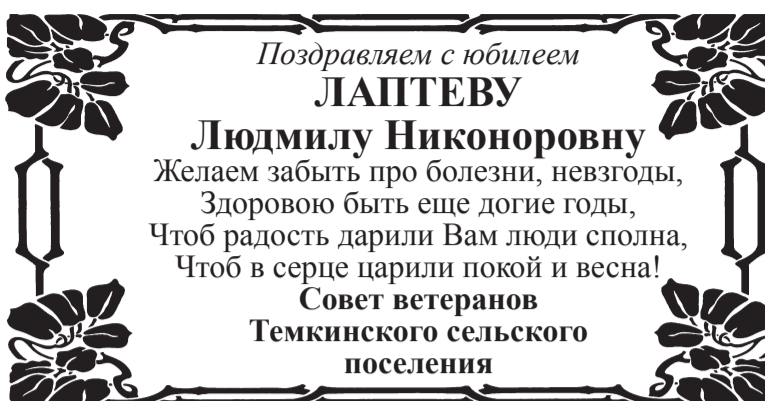 Поздравляем с юбилеем
ЛАПТЕВУ
Людмилу Никоноровну
Желаем забыть про болезни, невзгоды,
Здоровою быть еще догие годы,
Чтоб радость дарили Вам люди сполна,
Чтоб в серце царили покой и весна!
Совет ветеранов
Темкинского сельского
поселения